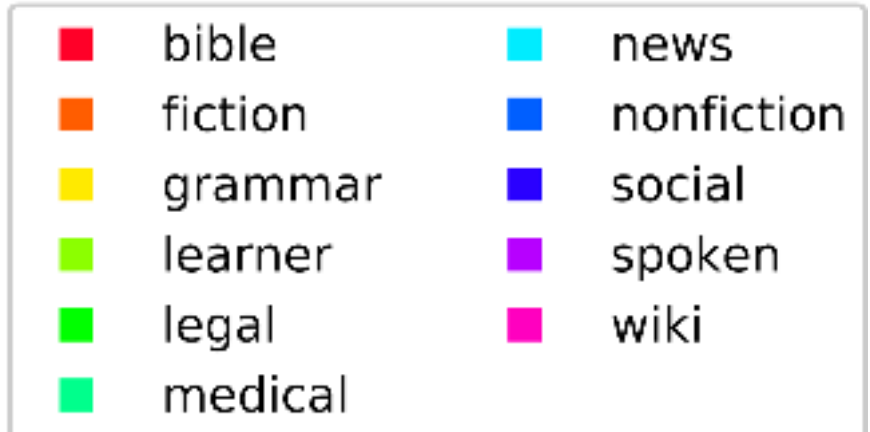 bible
fiction
grammar
learner
legal
medical
news
nonfiction
social
spoken
wiki